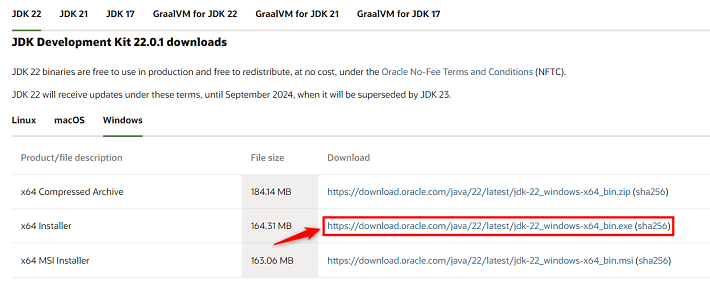 JDK 22 JDK 21 JDK 17 GraalVM for JDK 22 GraalVM for JDK 21 GraalVM for JDK 17
JDK Development Kit 22.0.1 downloads
JDK 22 binaries are free to use in production and free to redistribute, at no cost, under the Oracle No-Fee Terms and Conditions (NFTC).
JDK 22 will receive updates under these terms, until September 2024, when it will be superseded by JDK 23.
Linux macOS Windows
Product/file description File size Download
x64 Compressed Archive 184.14 MB https://download.oracle.com/java/22/latest/jdk-22_windows-x64_bin.zip (sha256)
x64 Installer 164.31 MB https://download.oracle.com/java/22/latest/jdk-22_windows-x64_bin.exe (sha256)
x64 MSI Installer 163.06 MB https://download.oracle.com/java/22/latest/jdk-22_windows-x64_bin.msi (sha256)